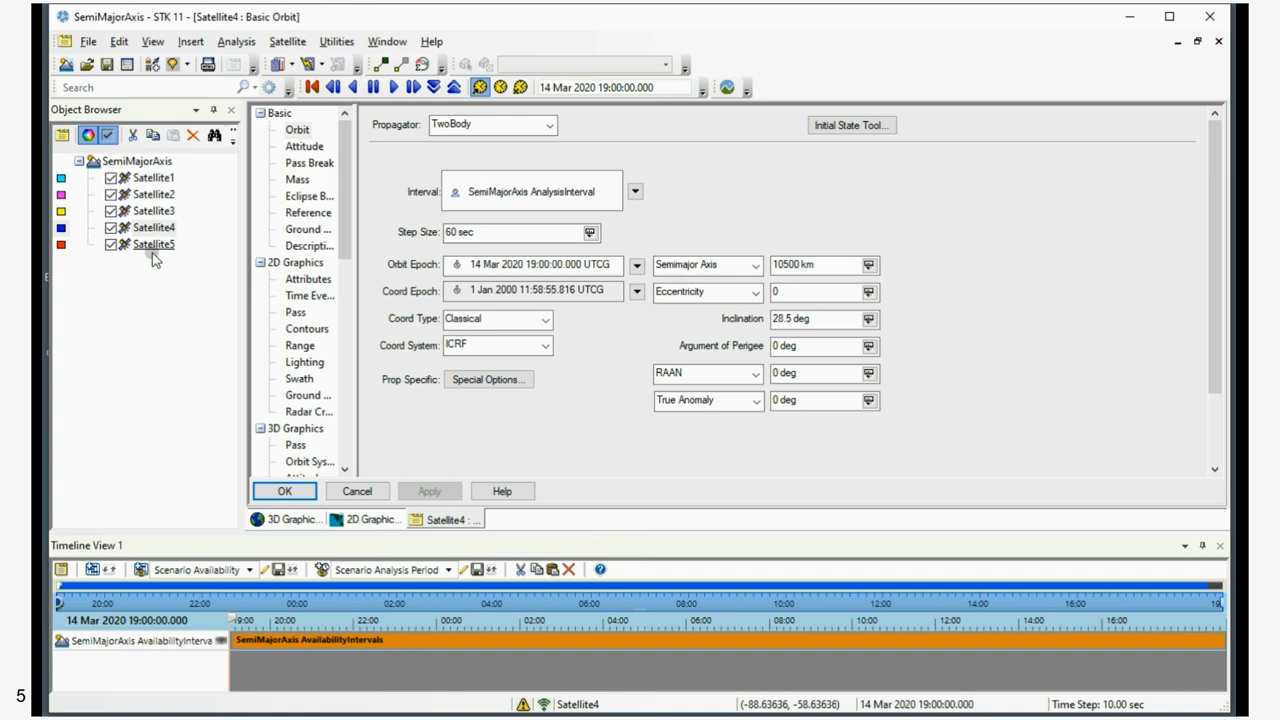 SemiMajorAxis - STK 11 - [Satellite4 : Basic Orbit]
File Edit View Insert Analysis Satellite Utilities Window Help
Search
14 Mar 2020 19:00:00.000
Object Browser
SemiMajorAxis
Satellite1
Satellite2
Satellite3
Satellite4
Satellite5
Basic
Orbit
Attitude
Pass Break
Mass
Eclipse B...
Reference
Ground ...
Descripti...
2D Graphics
Attributes
Time Eve...
Pass
Contours
Range
Lighting
Swath
Ground ...
Radar Cr...
3D Graphics
Pass
Orbit Sys...
Propagator: TwoBody
Initial State Tool...
Interval: SemiMajorAxis AnalysisInterval
Step Size: 60 sec
Orbit Epoch: 14 Mar 2020 19:00:00.000 UTCG Semimajor Axis 10500 km
Coord Epoch: 1 Jan 2000 11:58:55.816 UTCG Eccentricity 0
Coord Type: Classical Inclination 28.5 deg
Coord System: ICRF Argument of Perigee 0 deg
Prop Specific: Special Options... RAAN 0 deg
True Anomaly 0 deg
OK Cancel Apply Help
3D Graphic... 2D Graphic... Satellite4 : ...
Timeline View 1
Scenario Availability Scenario Analysis Period
20:00 22:00 00:00 02:00 04:00 06:00 08:00 10:00 12:00 14:00 16:00 19
14 Mar 2020 19:00:00.000 19:00 20:00 22:00 00:00 02:00 04:00 06:00 08:00 10:00 12:00 14:00 16:00
SemiMajorAxis AvailabilityInterva SemiMajorAxis AvailabilityIntervals
5
Satellite4 (-88.63636, -58.63636) 14 Mar 2020 19:00:00.000 Time Step: 10.00 sec